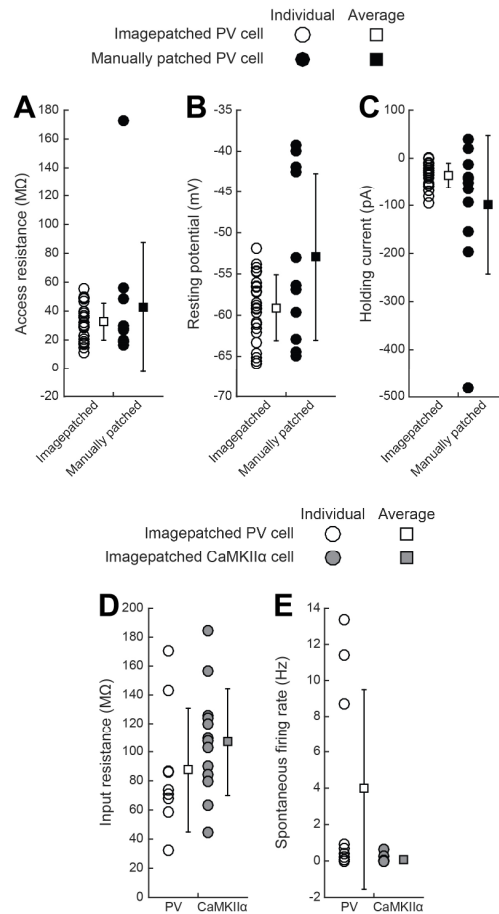 Individual Average
Imagepatched PV cell
Manually patched PV cell
A
Access resistance (MΩ)
180
160
140
120
100
80
60
40
20
0
-20
Imagepatched
Manually patched
B
Resting potential (mV)
-35
-40
-45
-50
-55
-60
-65
-70
Imagepatched
Manually patched
C
Holding current (pA)
100
0
-100
-200
-300
-400
-500
Imagepatched
Manually patched
Individual Average
Imagepatched PV cell
Imagepatched CaMKIIα cell
D
Input resistance (MΩ)
200
180
160
140
120
100
80
60
40
20
0
PV CaMKIIα
E
Spontaneous firing rate (Hz)
14
12
10
8
6
4
2
0
-2
PV CaMKIIα